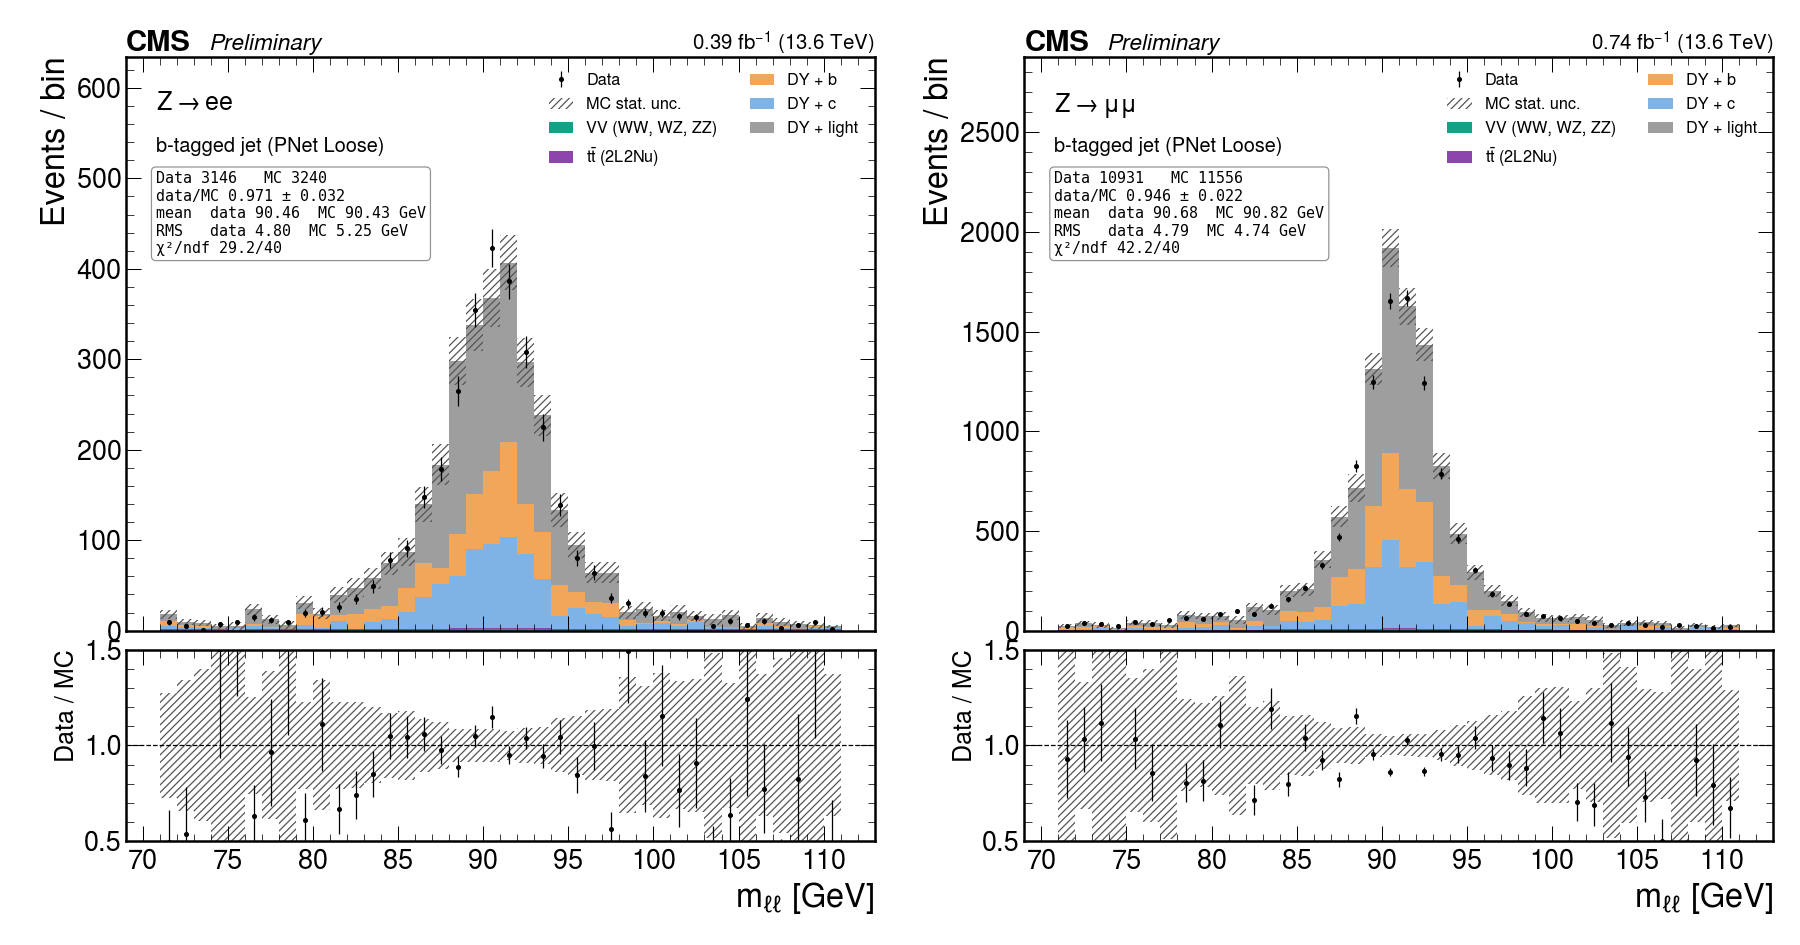 CMS Preliminary 0.39 fb⁻¹ (13.6 TeV)
Events / bin
Z→ee
b-tagged jet (PNet Loose)
Data 3146 MC 3240
data/MC 0.971 ± 0.032
mean data 90.46 MC 90.43 GeV
RMS data 4.80 MC 5.25 GeV
χ²/ndf 29.2/40
Data
MC stat. unc.
VV (WW, WZ, ZZ)
tt̄ (2L2Nu)
DY + b
DY + c
DY + light
600
500
400
300
200
100
0
Data / MC
1.5
1.0
0.5
70 75 80 85 90 95 100 105 110
mℓℓ [GeV]
CMS Preliminary 0.74 fb⁻¹ (13.6 TeV)
Events / bin
Z→μμ
b-tagged jet (PNet Loose)
Data 10931 MC 11556
data/MC 0.946 ± 0.022
mean data 90.68 MC 90.82 GeV
RMS data 4.79 MC 4.74 GeV
χ²/ndf 42.2/40
Data
MC stat. unc.
VV (WW, WZ, ZZ)
tt̄ (2L2Nu)
DY + b
DY + c
DY + light
2500
2000
1500
1000
500
0
Data / MC
1.5
1.0
0.5
70 75 80 85 90 95 100 105 110
mℓℓ [GeV]